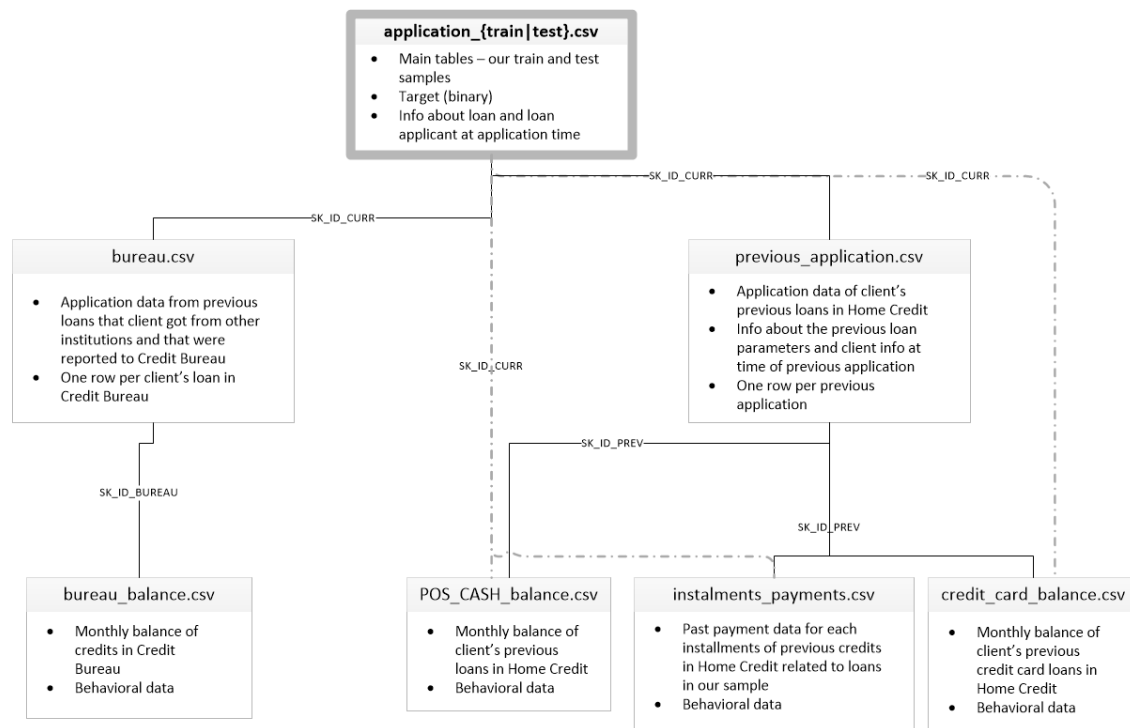 application_{train|test}.csv
• Main tables – our train and test
samples
• Target (binary)
• Info about loan and loan
applicant at application time
SK_ID_CURR
SK_ID_CURR
SK_ID_CURR
bureau.csv
• Application data from previous
loans that client got from other
institutions and that were
reported to Credit Bureau
• One row per client's loan in
Credit Bureau
previous_application.csv
• Application data of client's
previous loans in Home Credit
• Info about the previous loan
parameters and client info at
time of previous application
• One row per previous
application
SK_ID_CURR
SK_ID_PREV
SK_ID_BUREAU
SK_ID_PREV
bureau_balance.csv
• Monthly balance of
credits in Credit
Bureau
• Behavioral data
POS_CASH_balance.csv
• Monthly balance of
client's previous
loans in Home Credit
• Behavioral data
instalments_payments.csv
• Past payment data for each
installments of previous credits
in Home Credit related to loans
in our sample
• Behavioral data
credit_card_balance.csv
• Monthly balance of
client's previous
credit card loans in
Home Credit
• Behavioral data